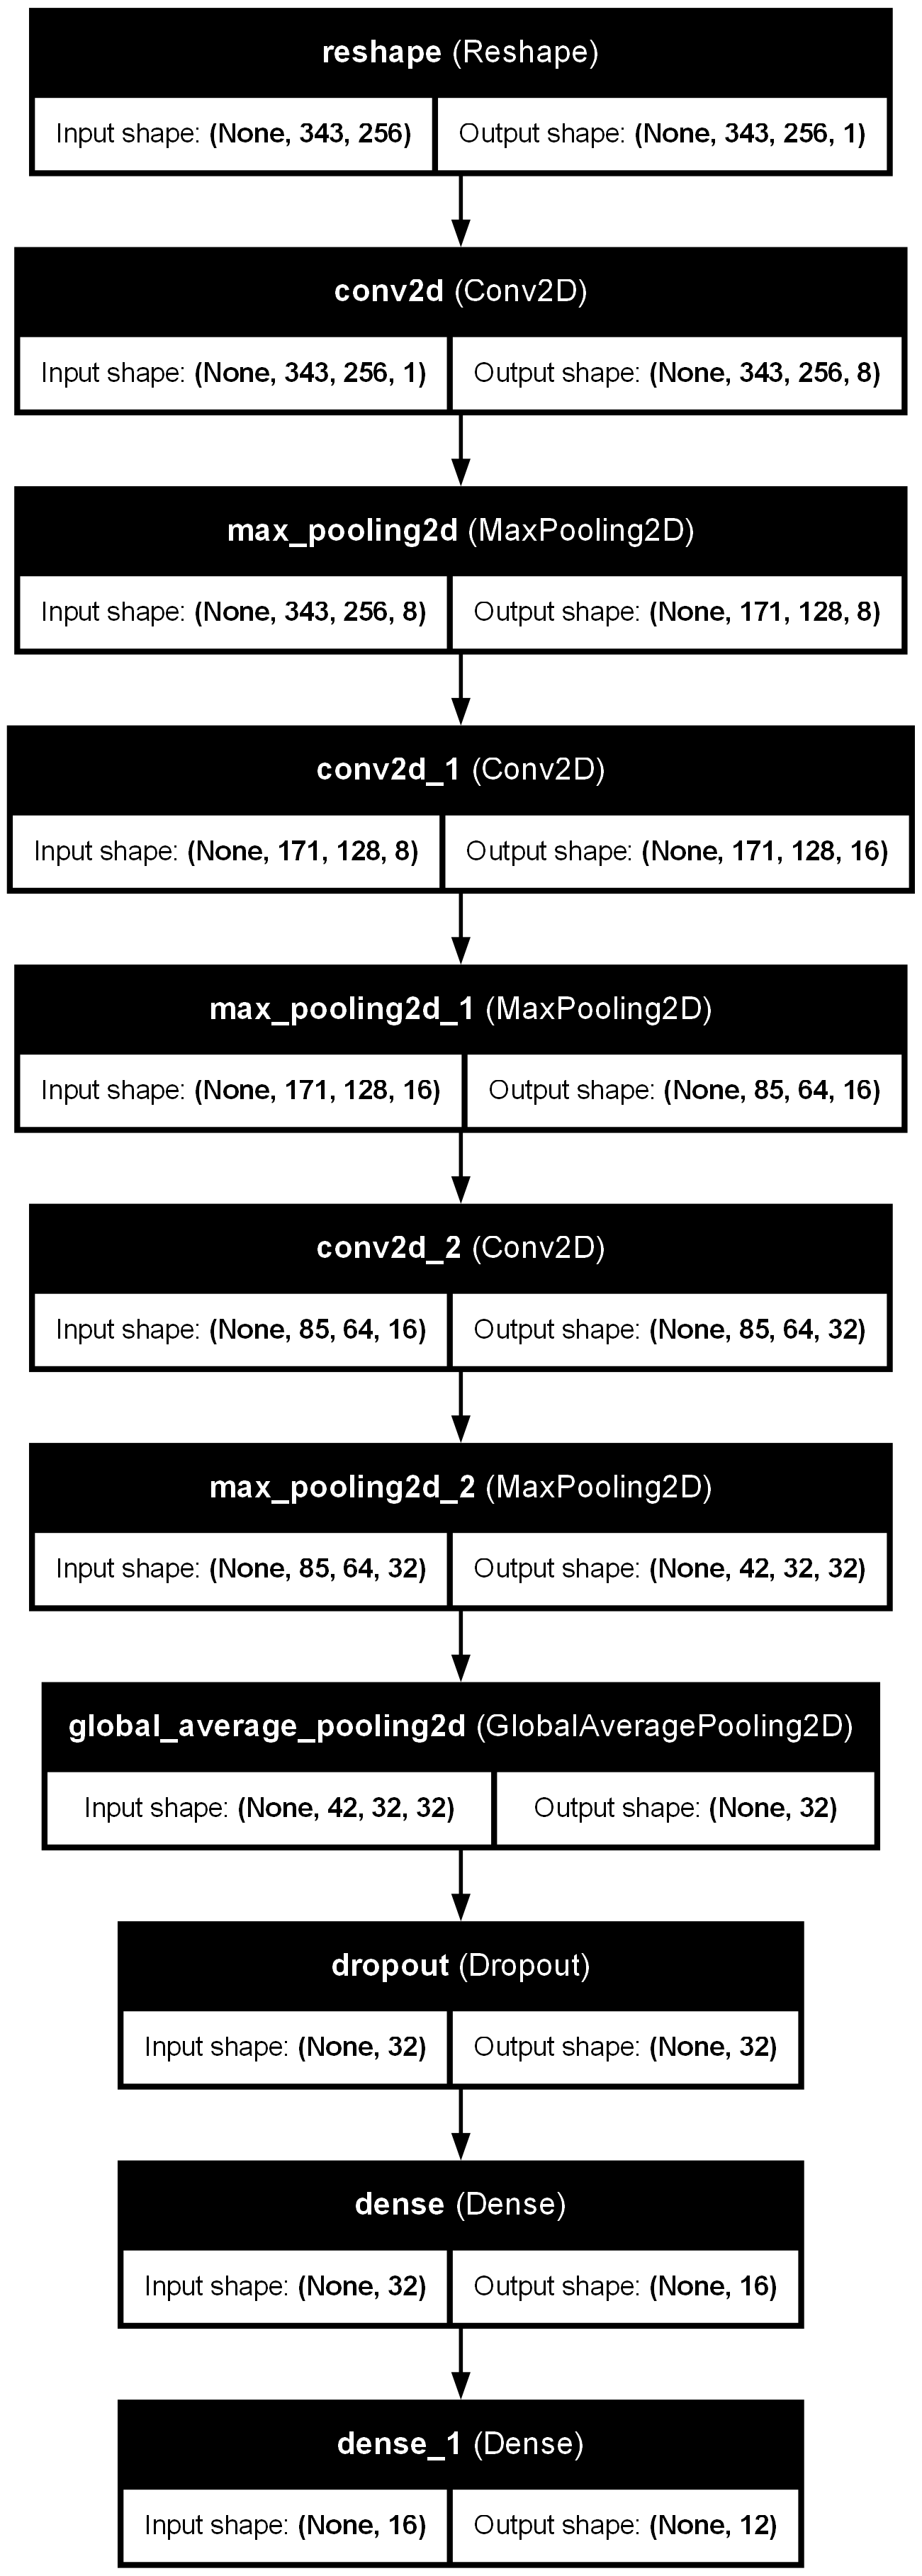 reshape (Reshape)
Input shape: (None, 343, 256) Output shape: (None, 343, 256, 1)
conv2d (Conv2D)
Input shape: (None, 343, 256, 1) Output shape: (None, 343, 256, 8)
max_pooling2d (MaxPooling2D)
Input shape: (None, 343, 256, 8) Output shape: (None, 171, 128, 8)
conv2d_1 (Conv2D)
Input shape: (None, 171, 128, 8) Output shape: (None, 171, 128, 16)
max_pooling2d_1 (MaxPooling2D)
Input shape: (None, 171, 128, 16) Output shape: (None, 85, 64, 16)
conv2d_2 (Conv2D)
Input shape: (None, 85, 64, 16) Output shape: (None, 85, 64, 32)
max_pooling2d_2 (MaxPooling2D)
Input shape: (None, 85, 64, 32) Output shape: (None, 42, 32, 32)
global_average_pooling2d (GlobalAveragePooling2D)
Input shape: (None, 42, 32, 32) Output shape: (None, 32)
dropout (Dropout)
Input shape: (None, 32) Output shape: (None, 32)
dense (Dense)
Input shape: (None, 32) Output shape: (None, 16)
dense_1 (Dense)
Input shape: (None, 16) Output shape: (None, 12)